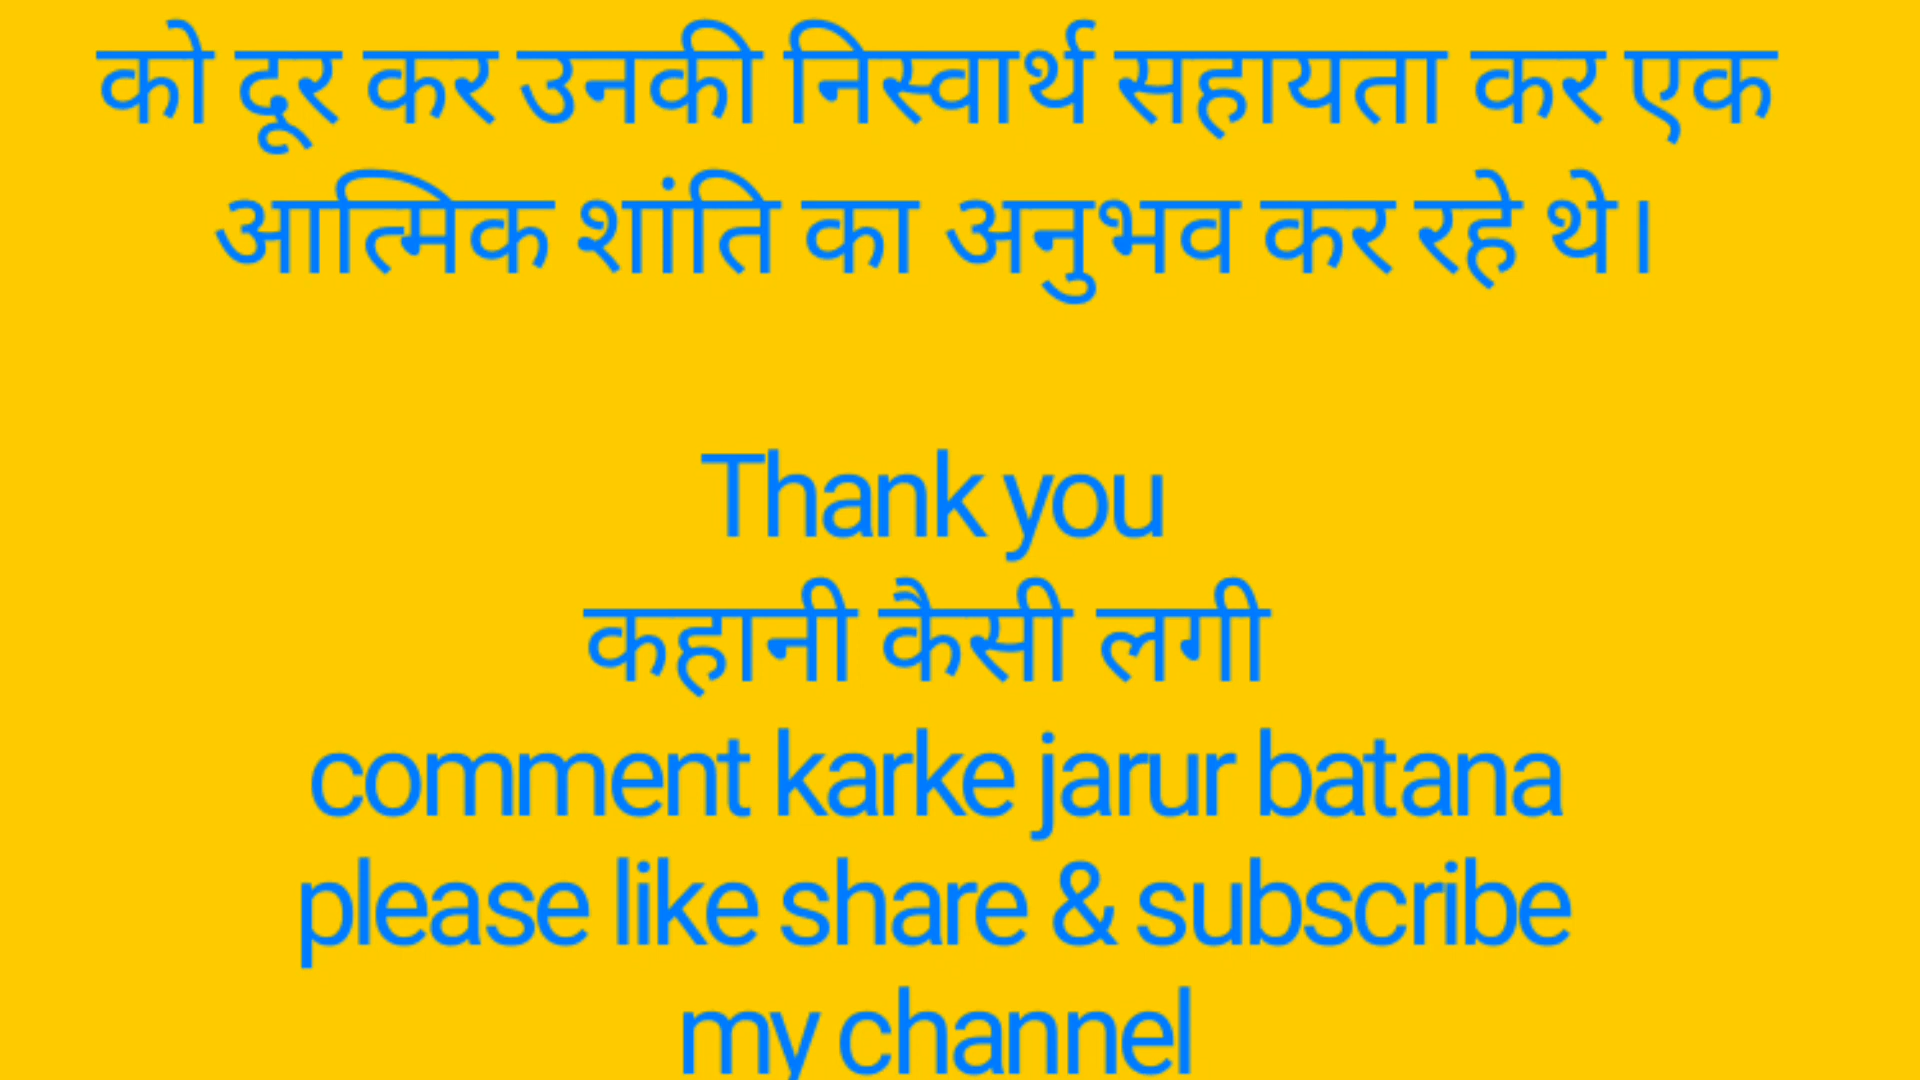 को दूर कर उनकी निस्वार्थ सहायता कर एक
आत्मिक शांति का अनुभव कर रहे थे।
Thank you
कहानी कैसी लगी
comment karke jarur batana
please like share & subscribe
my channel